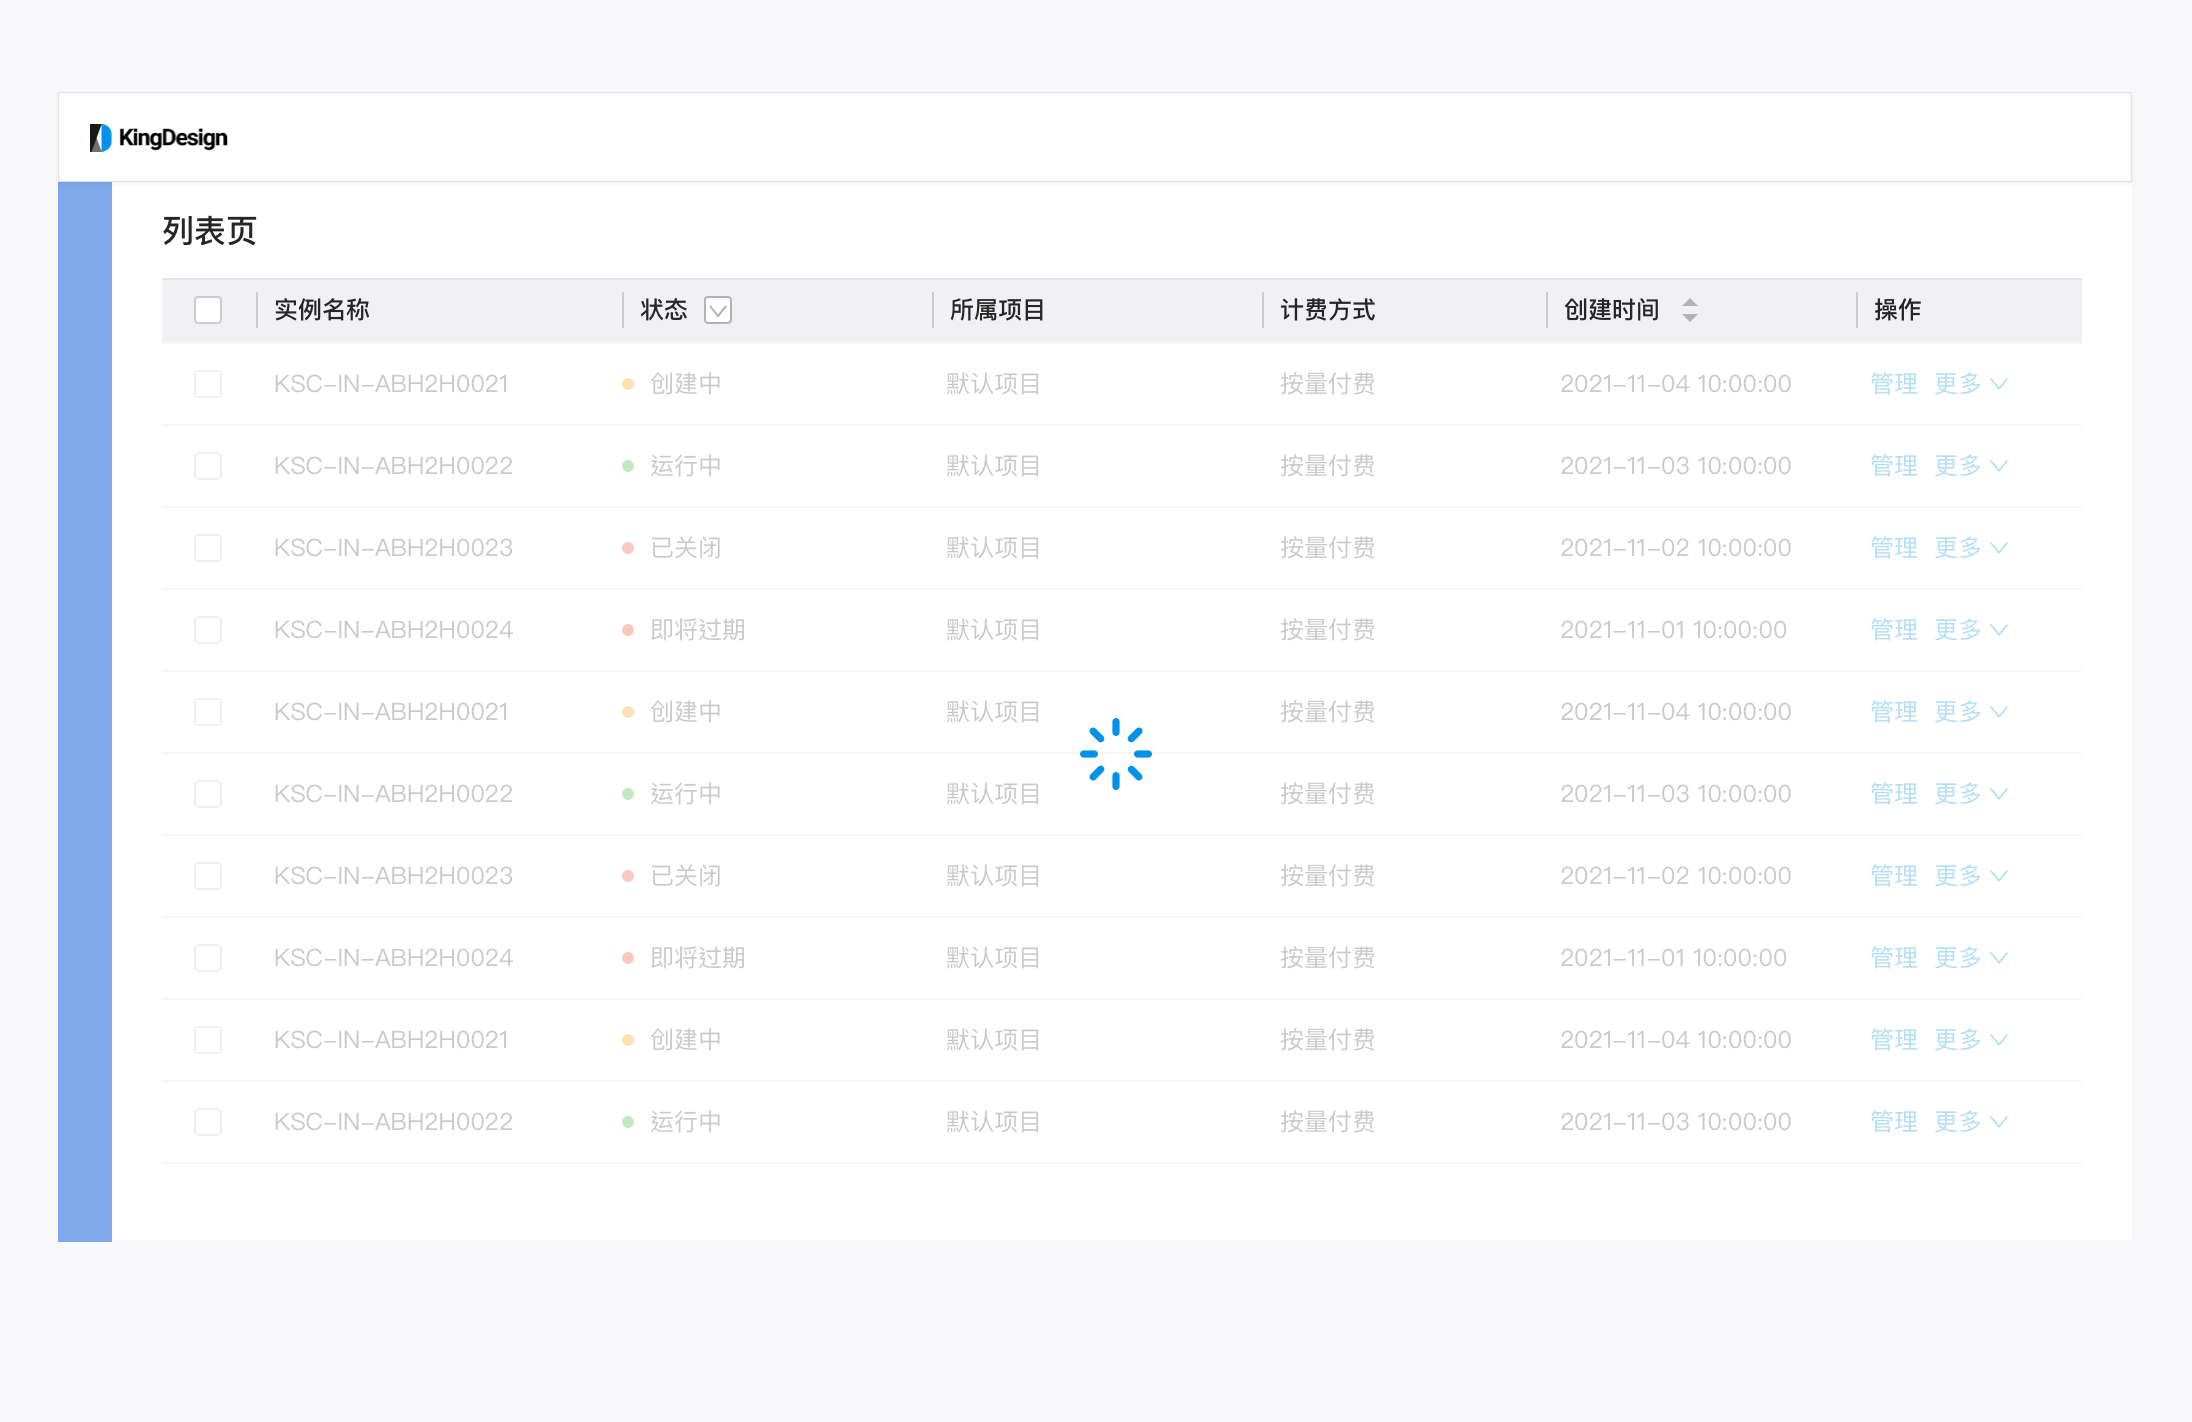 KingDesign
列表页
实例名称 状态 所属项目 计费方式 创建时间 操作
KSC-IN-ABH2H0021 创建中 默认项目 按量付费 2021-11-04 10:00:00 管理 更多
KSC-IN-ABH2H0022 运行中 默认项目 按量付费 2021-11-03 10:00:00 管理 更多
KSC-IN-ABH2H0023 已关闭 默认项目 按量付费 2021-11-02 10:00:00 管理 更多
KSC-IN-ABH2H0024 即将过期 默认项目 按量付费 2021-11-01 10:00:00 管理 更多
KSC-IN-ABH2H0021 创建中 默认项目 按量付费 2021-11-04 10:00:00 管理 更多
KSC-IN-ABH2H0022 运行中 默认项目 按量付费 2021-11-03 10:00:00 管理 更多
KSC-IN-ABH2H0023 已关闭 默认项目 按量付费 2021-11-02 10:00:00 管理 更多
KSC-IN-ABH2H0024 即将过期 默认项目 按量付费 2021-11-01 10:00:00 管理 更多
KSC-IN-ABH2H0021 创建中 默认项目 按量付费 2021-11-04 10:00:00 管理 更多
KSC-IN-ABH2H0022 运行中 默认项目 按量付费 2021-11-03 10:00:00 管理 更多